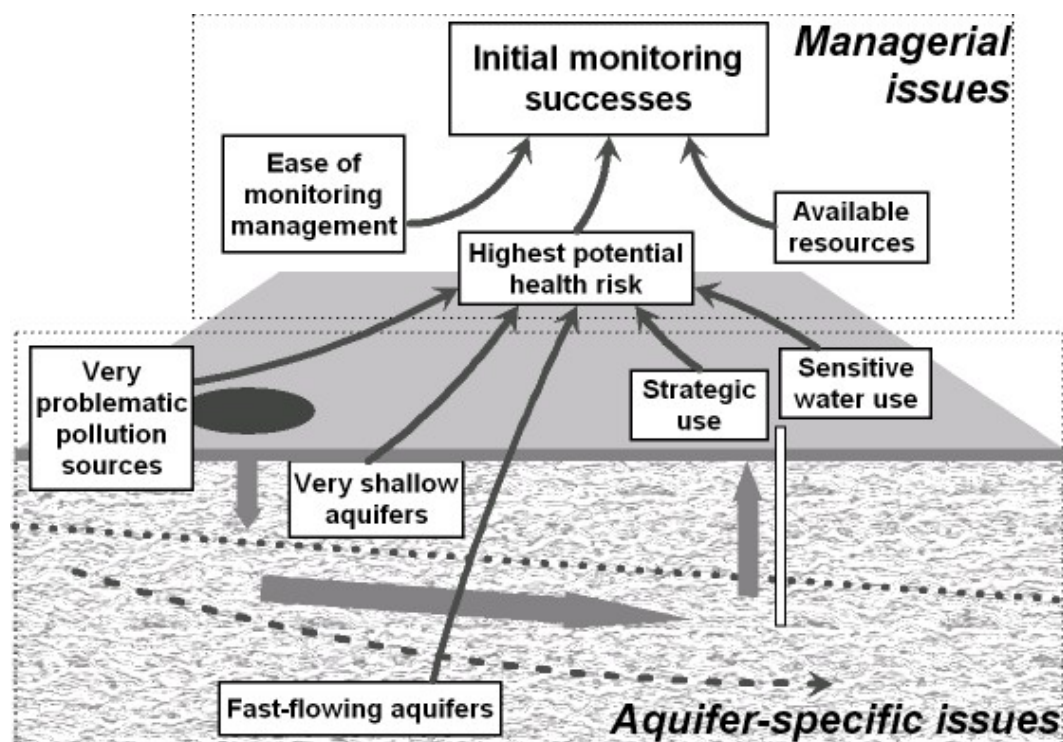 Managerial
issues
Initial monitoring
successes
Ease of
monitoring
management
Available
resources
Highest potential
health risk
Very
problematic
pollution
sources
Strategic
use
Sensitive
water use
Very shallow
aquifers
Fast-flowing aquifers
Aquifer-specific issues